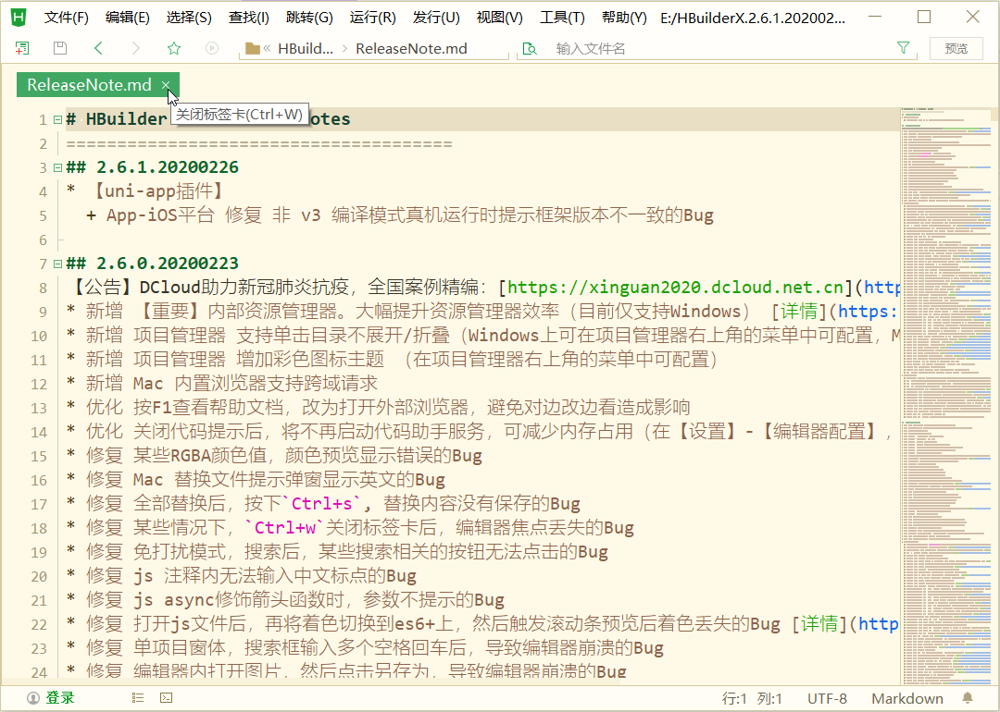 文件(F) 编辑(E) 选择(S) 查找(I) 跳转(G) 运行(R) 发行(U) 视图(V) 工具(T) 帮助(Y) E:/HBuilderX.2.6.1.202002...
HBuild... ReleaseNote.md 输入文件名 预览
ReleaseNote.md
关闭标签卡(Ctrl+W)
1 # HBuilder otes
2 ======================================
3 ## 2.6.1.20200226
4 * 【uni-app插件】
5 + App-iOS平台 修复 非 v3 编译模式真机运行时提示框架版本不一致的Bug
6
7 ## 2.6.0.20200223
8 【公告】DCloud助力新冠肺炎抗疫，全国案例精编：[https://xinguan2020.dcloud.net.cn](http
9 * 新增 【重要】内部资源管理器。大幅提升资源管理器效率（目前仅支持Windows） [详情](https:
10 * 新增 项目管理器 支持单击目录不展开/折叠（Windows上可在项目管理器右上角的菜单中可配置，M
11 * 新增 项目管理器 增加彩色图标主题 （在项目管理器右上角的菜单中可配置）
12 * 新增 Mac 内置浏览器支持跨域请求
13 * 优化 按F1查看帮助文档，改为打开外部浏览器，避免对边改边看造成影响
14 * 优化 关闭代码提示后，将不再启动代码助手服务，可减少内存占用（在【设置】-【编辑器配置】，
15 * 修复 某些RGBA颜色值，颜色预览显示错误的Bug
16 * 修复 Mac 替换文件提示弹窗显示英文的Bug
17 * 修复 全部替换后，按下`Ctrl+s`, 替换内容没有保存的Bug
18 * 修复 某些情况下，`Ctrl+w`关闭标签卡后，编辑器焦点丢失的Bug
19 * 修复 免打扰模式，搜索后，某些搜索相关的按钮无法点击的Bug
20 * 修复 js 注释内无法输入中文标点的Bug
21 * 修复 js async修饰箭头函数时，参数不提示的Bug
22 * 修复 打开js文件后，再将着色切换到es6+上，然后触发滚动条预览后着色丢失的Bug [详情](http
23 * 修复 单项目窗体，搜索框输入多个空格回车后，导致编辑器崩溃的Bug
24 * 修复 编辑器内打开图片，然后点击另存为，导致编辑器崩溃的Bug
登录 行:1 列:1 UTF-8 Markdown